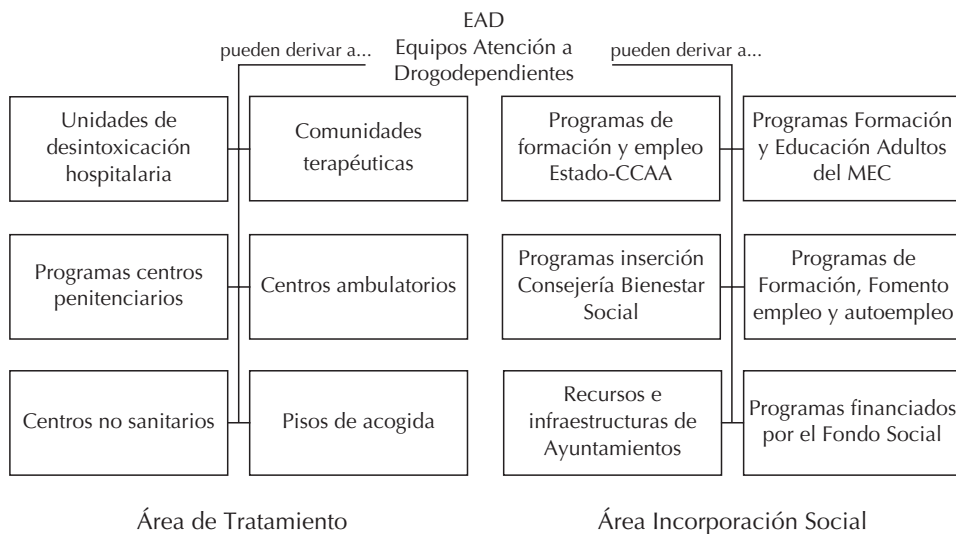 EAD
pueden derivar a...
Equipos Atención a
Drogodependientes
pueden derivar a...
Unidades de
desintoxicación
hospitalaria
Comunidades
terapéuticas
Programas de
formación y empleo
Estado-CCAA
Programas Formación
y Educación Adultos
del MEC
Programas centros
penitenciarios
Centros ambulatorios
Programas inserción
Consejería Bienestar
Social
Programas de
Formación, Fomento
empleo y autoempleo
Centros no sanitarios
Pisos de acogida
Recursos e
infraestructuras de
Ayuntamientos
Programas financiados
por el Fondo Social
Área de Tratamiento
Área Incorporación Social